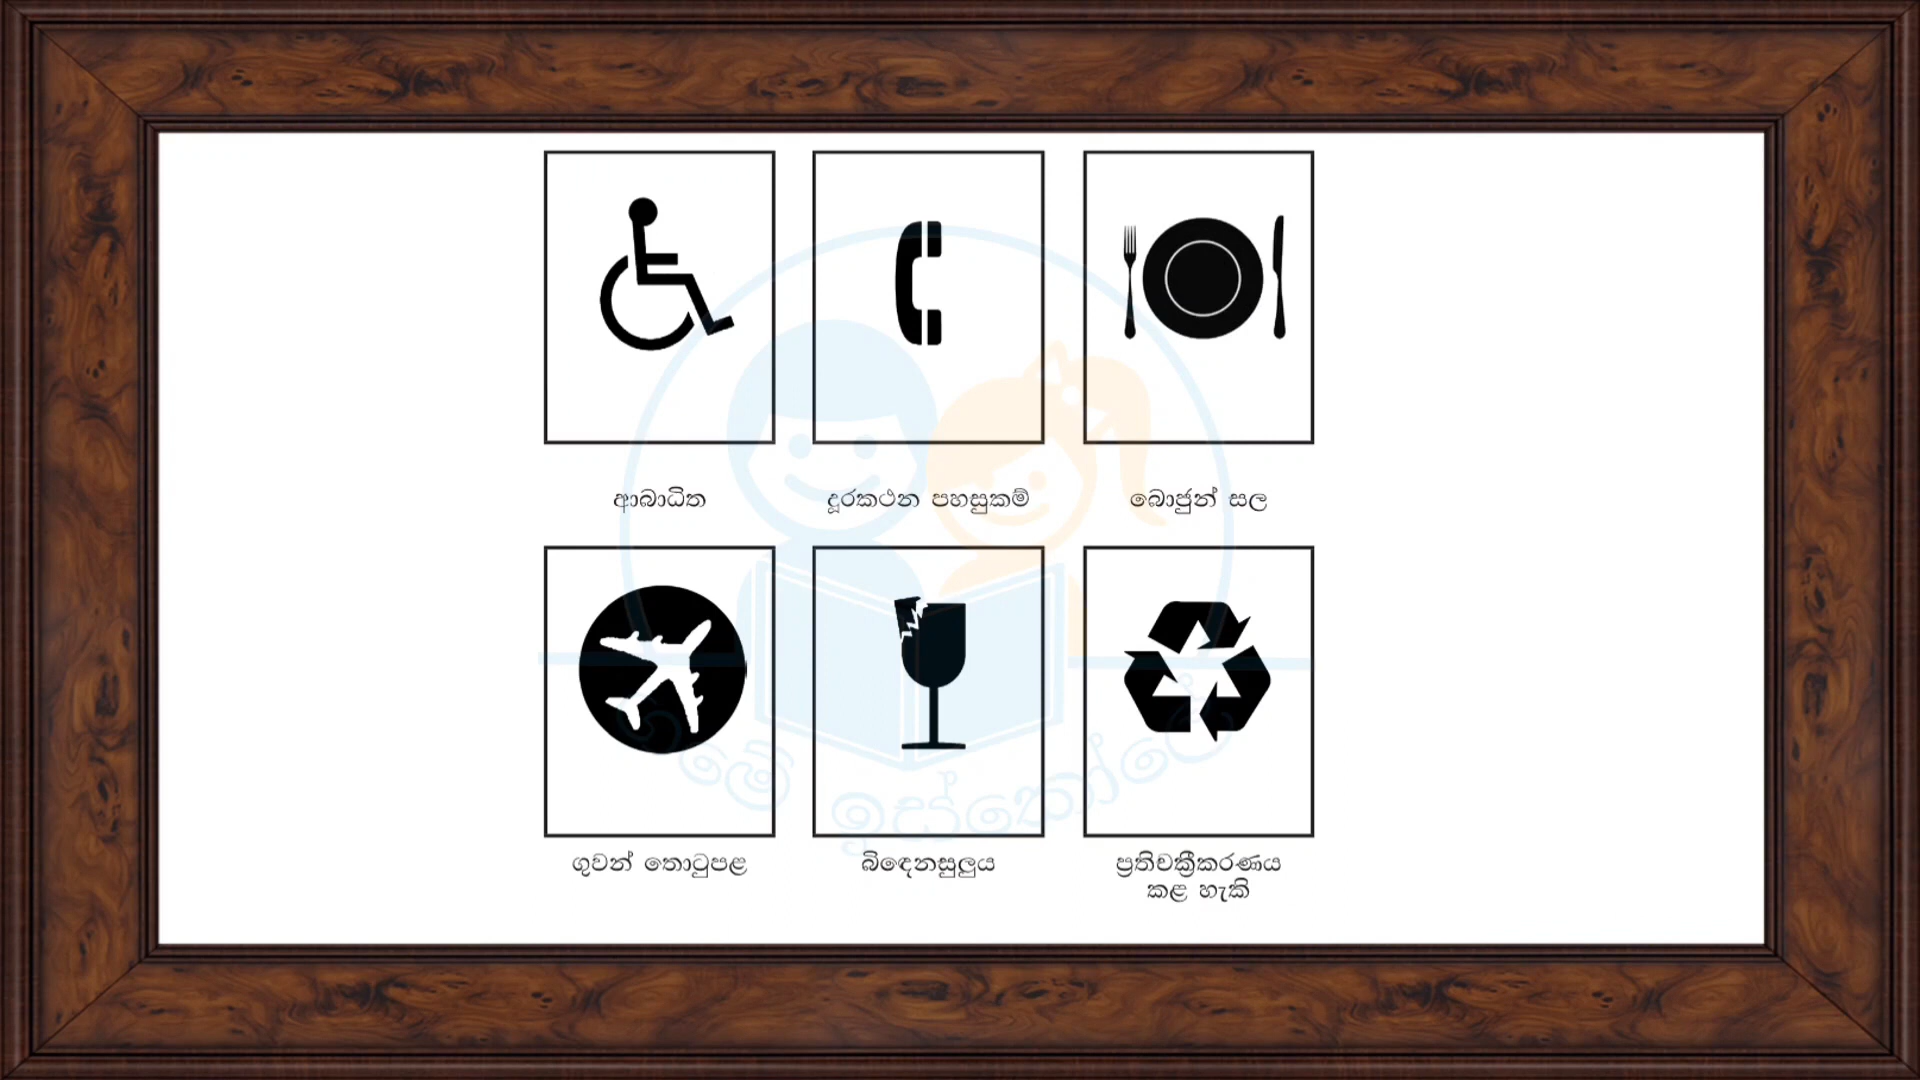 ආබාධිත
දුරකථන පහසුකම්
බොජුන් සල
ගුවන් තොටුපළ
බිඳෙනසුලුය
ප්‍රතිචක්‍රීකරණය
කළ හැකි